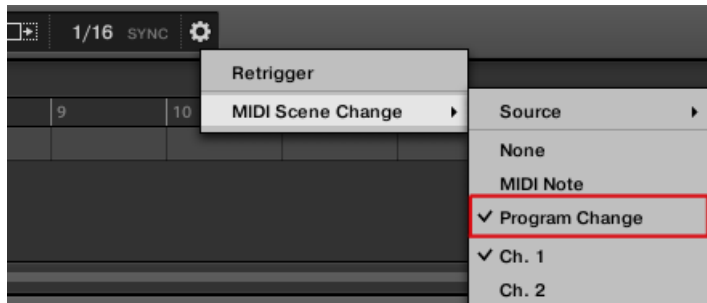 1/16 SYNC
Retrigger
9 10 MIDI Scene Change
Source
None
MIDI Note
Program Change
Ch. 1
Ch. 2